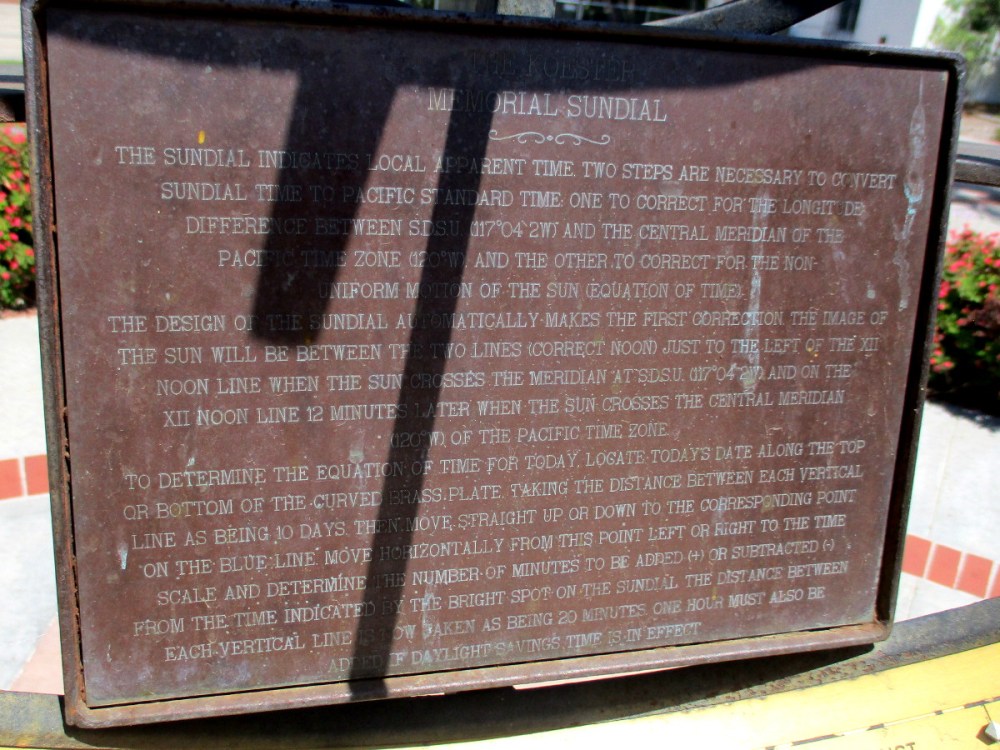 THE KOESTER
MEMORIAL SUNDIAL
THE SUNDIAL INDICATES LOCAL APPARENT TIME. TWO STEPS ARE NECESSARY TO CONVERT
SUNDIAL TIME TO PACIFIC STANDARD TIME: ONE TO CORRECT FOR THE LONGITUDE
DIFFERENCE BETWEEN S.D.S.U. (117°04'2W) AND THE CENTRAL MERIDIAN OF THE
PACIFIC TIME ZONE (120°W), AND THE OTHER TO CORRECT FOR THE NON-
UNIFORM MOTION OF THE SUN (EQUATION OF TIME).
THE DESIGN OF THE SUNDIAL AUTOMATICALLY MAKES THE FIRST CORRECTION. THE IMAGE OF
THE SUN WILL BE BETWEEN THE TWO LINES (CORRECT NOON) JUST TO THE LEFT OF THE XII
NOON LINE WHEN THE SUN CROSSES THE MERIDIAN AT S.D.S.U. (117°04'2W) AND ON THE
XII NOON LINE 12 MINUTES LATER WHEN THE SUN CROSSES THE CENTRAL MERIDIAN
(120°W) OF THE PACIFIC TIME ZONE.
TO DETERMINE THE EQUATION OF TIME FOR TODAY, LOCATE TODAY'S DATE ALONG THE TOP
OR BOTTOM OF THE CURVED BRASS PLATE, TAKING THE DISTANCE BETWEEN EACH VERTICAL
LINE AS BEING 10 DAYS. THEN MOVE STRAIGHT UP OR DOWN TO THE CORRESPONDING POINT
ON THE BLUE LINE. MOVE HORIZONTALLY FROM THIS POINT LEFT OR RIGHT TO THE TIME
SCALE AND DETERMINE THE NUMBER OF MINUTES TO BE ADDED (+) OR SUBTRACTED (-)
FROM THE TIME INDICATED BY THE BRIGHT SPOT ON THE SUNDIAL. THE DISTANCE BETWEEN
EACH VERTICAL LINE IS NOW TAKEN AS BEING 20 MINUTES. ONE HOUR MUST ALSO BE
ADDED IF DAYLIGHT SAVINGS TIME IS IN EFFECT.